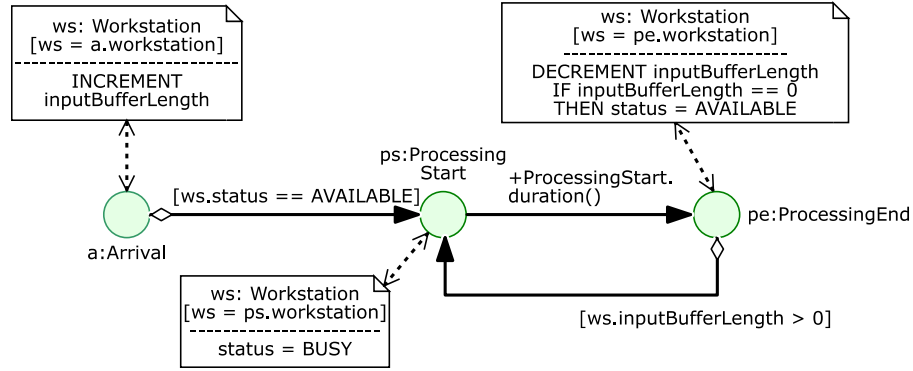 ws: Workstation
[ws = a.workstation]
INCREMENT
inputBufferLength
ws: Workstation
[ws = pe.workstation]
DECREMENT inputBufferLength
IF inputBufferLength == 0
THEN status = AVAILABLE
ps:Processing
Start
+ProcessingStart.
duration()
[ws.status == AVAILABLE]
a:Arrival
pe:ProcessingEnd
ws: Workstation
[ws = ps.workstation]
status = BUSY
[ws.inputBufferLength > 0]